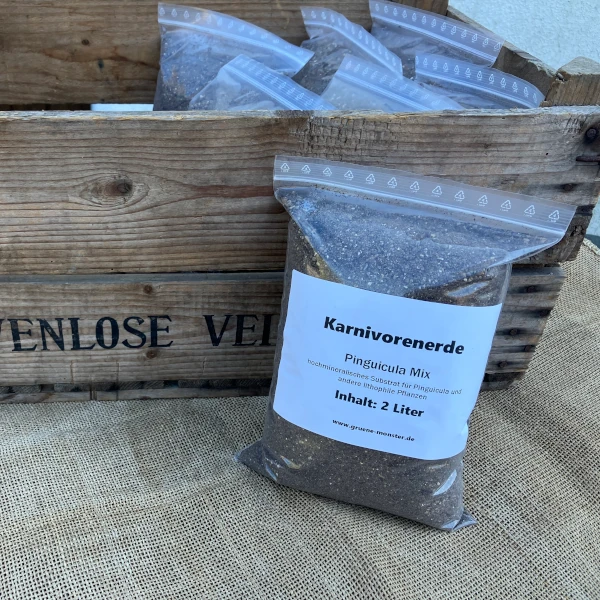 VENLOSE VEI
Karnivorenerde
Pinguicula Mix
hochmineralisches Substrat für Pinguicula und
andere lithophile Pflanzen
Inhalt: 2 Liter
www.gruene-monster.de